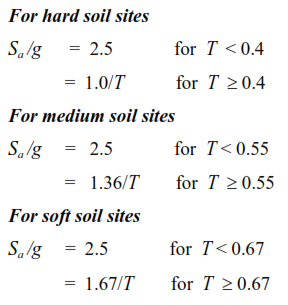 For hard soil sites
Sa/g = 2.5 for T < 0.4
= 1.0/T for T ≥ 0.4
For medium soil sites
Sa/g = 2.5 for T < 0.55
= 1.36/T for T ≥ 0.55
For soft soil sites
Sa/g = 2.5 for T < 0.67
= 1.67/T for T ≥ 0.67